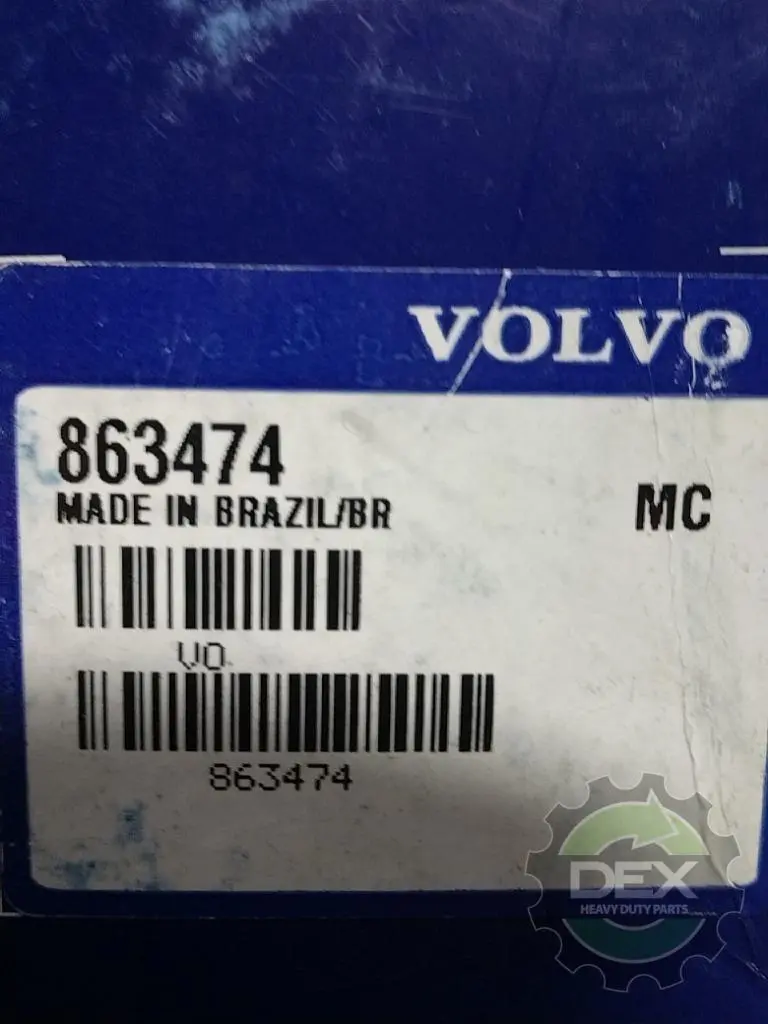 VOLVO
863474
MADE IN BRAZIL/BR
MC
VO
863474
DEX
HEAVY DUTY PARTS